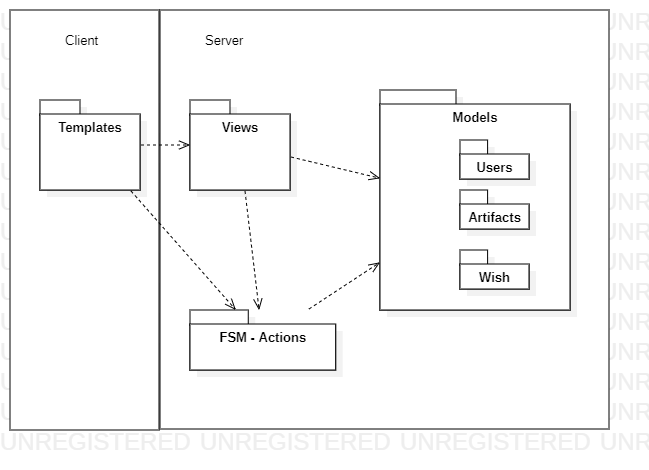 Client
Server
Templates
Views
Models
Users
Artifacts
Wish
FSM - Actions
UNREGISTERED UNREGISTERED UNREGISTERED UNR